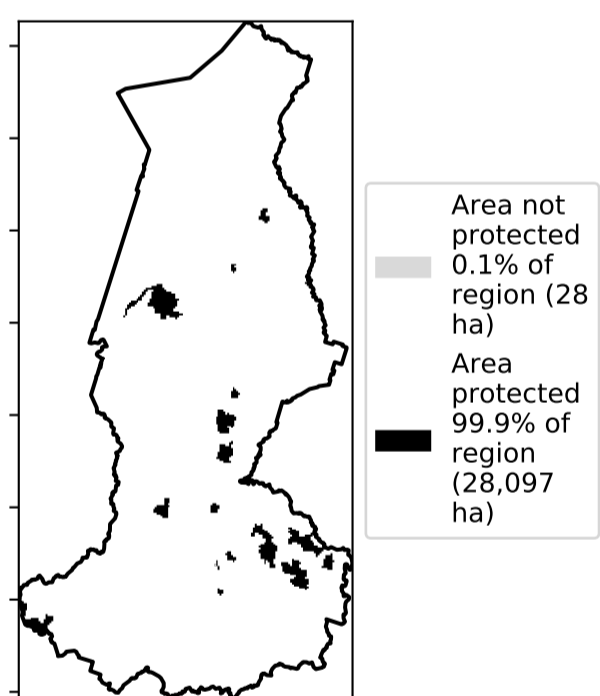 Area not
protected
0.1% of
region (28
ha)
Area
protected
99.9% of
region
(28,097
ha)